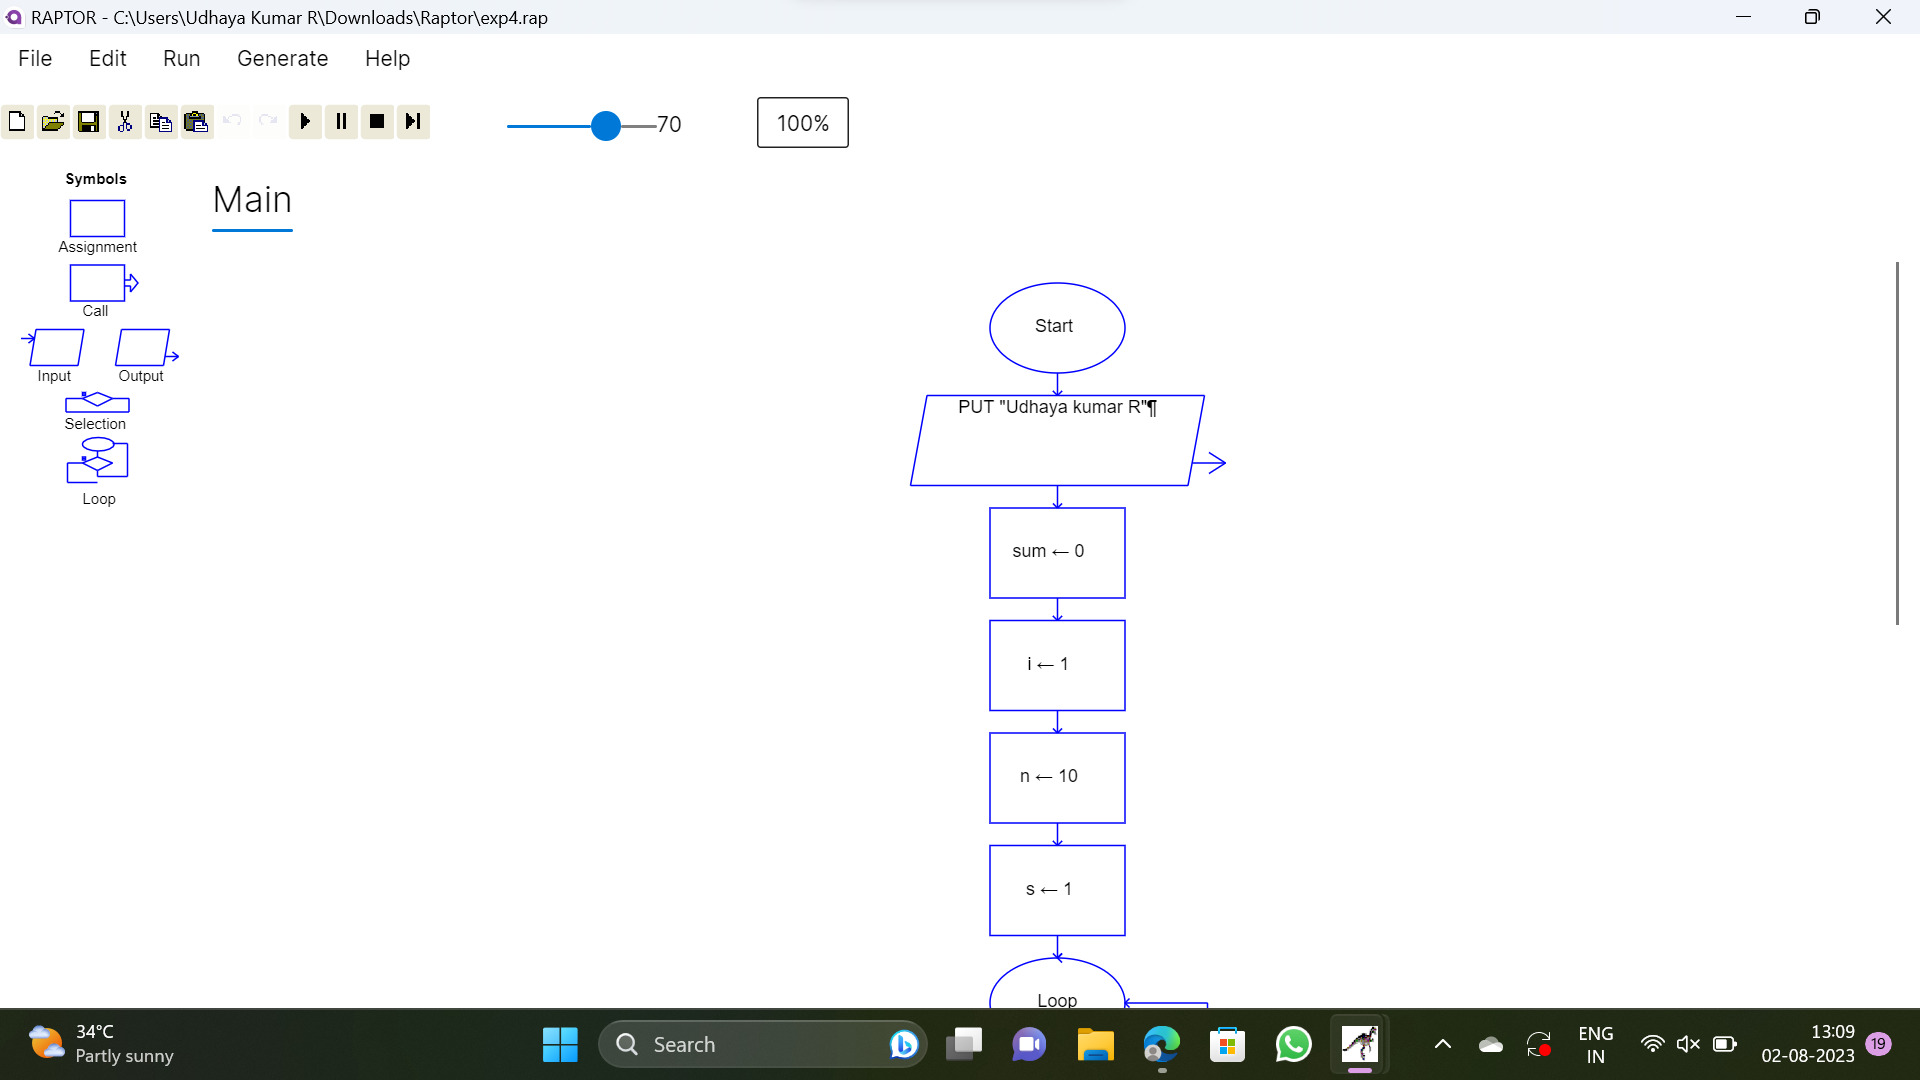 RAPTOR - C:\Users\Udhaya Kumar R\Downloads\Raptor\exp4.rap
File Edit Run Generate Help
70 100%
Symbols
Main
Assignment
Call
Input Output
Selection
Loop
Start
PUT "Udhaya kumar R"¶
sum ← 0
i ← 1
n ← 10
s ← 1
Loop
34°C
Partly sunny
Search
ENG
IN
13:09
02-08-2023
19